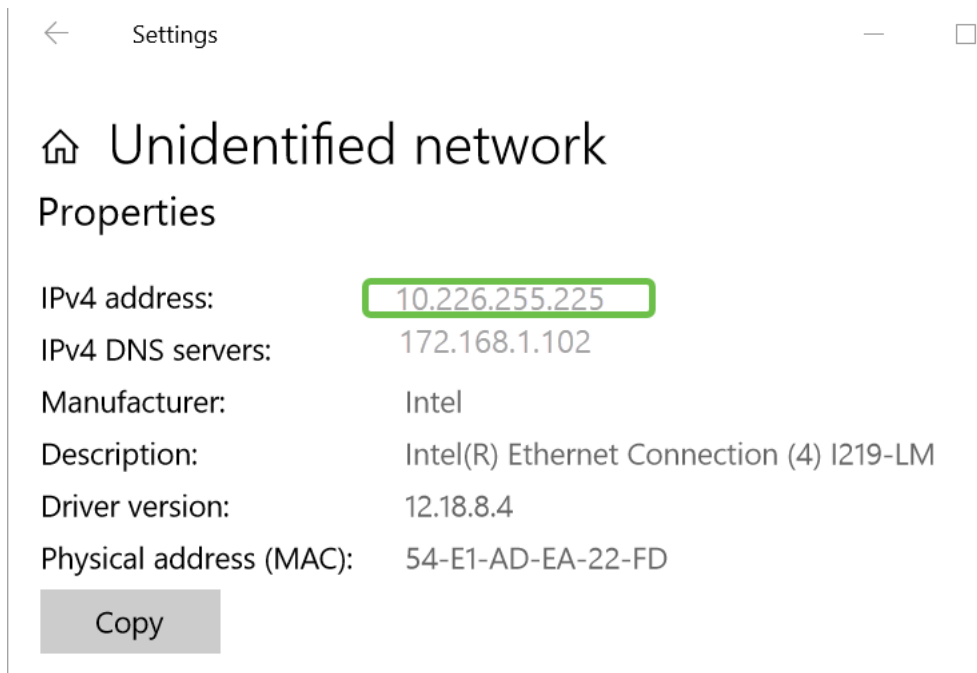 Settings
Unidentified network
Properties
IPv4 address: 10.226.255.225
IPv4 DNS servers: 172.168.1.102
Manufacturer: Intel
Description: Intel(R) Ethernet Connection (4) I219-LM
Driver version: 12.18.8.4
Physical address (MAC): 54-E1-AD-EA-22-FD
Copy